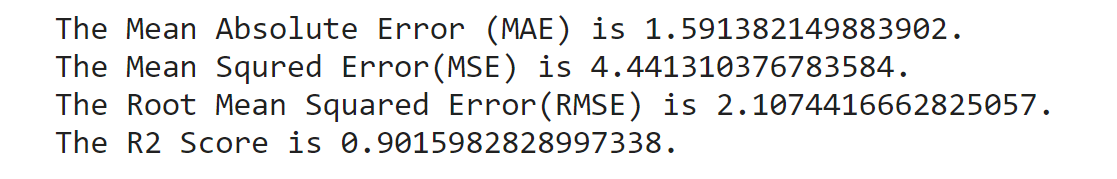 The Mean Absolute Error (MAE) is 1.591382149883902.
The Mean Squred Error(MSE) is 4.441310376783584.
The Root Mean Squared Error(RMSE) is 2.1074416662825057.
The R2 Score is 0.9015982828997338.